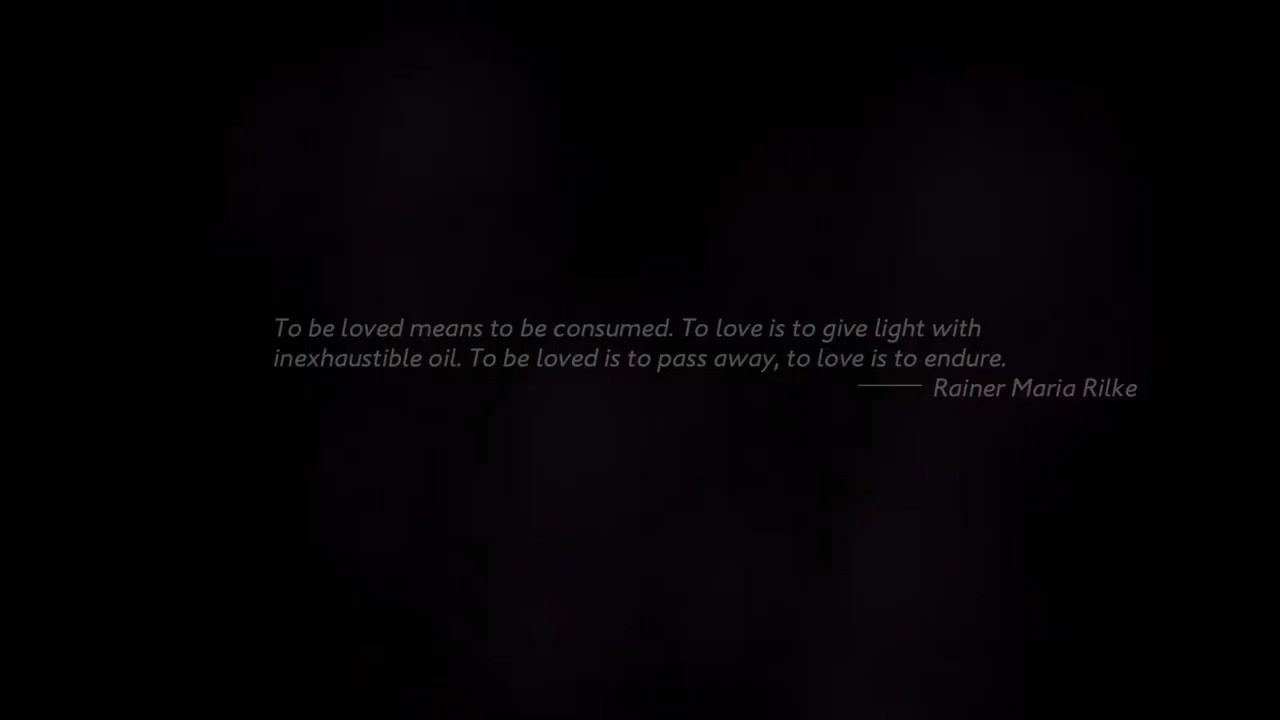 To be loved means to be consumed. To love is to give light with
inexhaustible oil. To be loved is to pass away, to love is to endure.
—— Rainer Maria Rilke